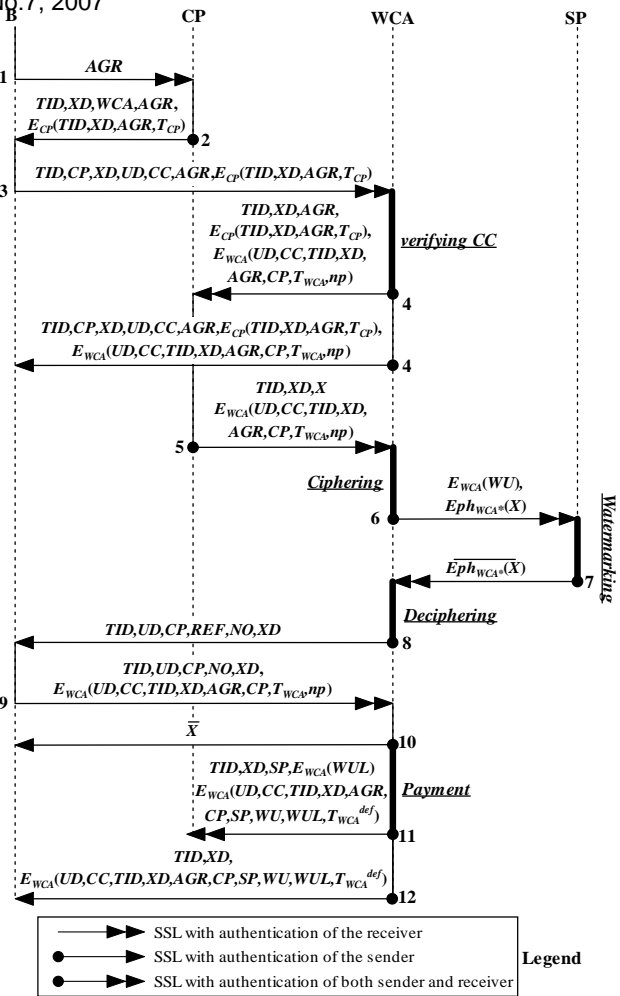 No.7, 2007
B CP WCA SP
1 AGR
TID,XD,WCA,AGR,
E_CP(TID,XD,AGR,T_CP)
2
TID,CP,XD,UD,CC,AGR,E_CP(TID,XD,AGR,T_CP)
3
TID,XD,AGR,
E_CP(TID,XD,AGR,T_CP),
E_WCA(UD,CC,TID,XD,
AGR,CP,T_WCA,np)
verifying CC
4
TID,CP,XD,UD,CC,AGR,E_CP(TID,XD,AGR,T_CP),
E_WCA(UD,CC,TID,XD,AGR,CP,T_WCA,np)
4
TID,XD,X
E_WCA(UD,CC,TID,XD,
AGR,CP,T_WCA,np)
5
Ciphering
E_WCA(WU),
Eph_WCA*(X)
6
Watermarking
E̅p̅h̅_WCA*(X̅)
7
Deciphering
TID,UD,CP,REF,NO,XD
8
TID,UD,CP,NO,XD,
E_WCA(UD,CC,TID,XD,AGR,CP,T_WCA,np)
9
X̅
10
TID,XD,SP,E_WCA(WUL)
E_WCA(UD,CC,TID,XD,AGR,
CP,SP,WU,WUL,T_WCA^def)
Payment
11
TID,XD,
E_WCA(UD,CC,TID,XD,AGR,CP,SP,WU,WUL,T_WCA^def)
12
SSL with authentication of the receiver
SSL with authentication of the sender
SSL with authentication of both sender and receiver
Legend